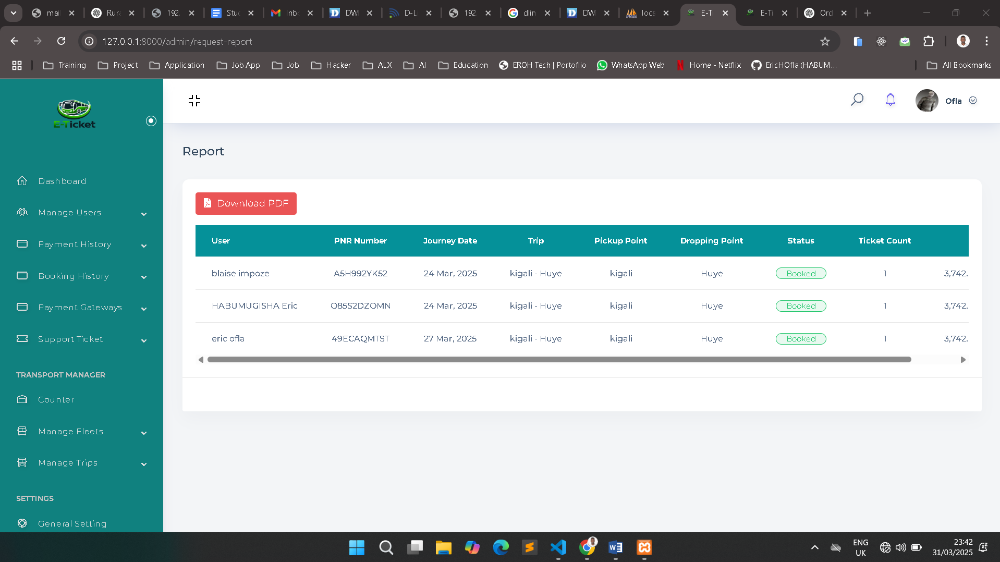 mai
Rura
192.
Stud
Inbo
DWR
D-Li
192.
dlin
DWR
loca
E-Ti
E-Ti
Ord
127.0.0.1:8000/admin/request-report
Training Project Application Job App Job Hacker ALX AI Education EROH Tech | Portoflio WhatsApp Web Home - Netflix EricHOfla (HABUM... All Bookmarks
E-Ticket
Ofla
Dashboard
Manage Users
Payment History
Booking History
Payment Gateways
Support Ticket
TRANSPORT MANAGER
Counter
Manage Fleets
Manage Trips
SETTINGS
General Setting
Report
Download PDF
User PNR Number Journey Date Trip Pickup Point Dropping Point Status Ticket Count
blaise impoze A5H992YK52 24 Mar, 2025 kigali - Huye kigali Huye Booked 1 3,742.
HABUMUGISHA Eric O85S2DZOMN 24 Mar, 2025 kigali - Huye kigali Huye Booked 1 3,742.
eric ofla 49ECAQMTST 27 Mar, 2025 kigali - Huye kigali Huye Booked 1 3,742.
ENG
UK
23:42
31/03/2025